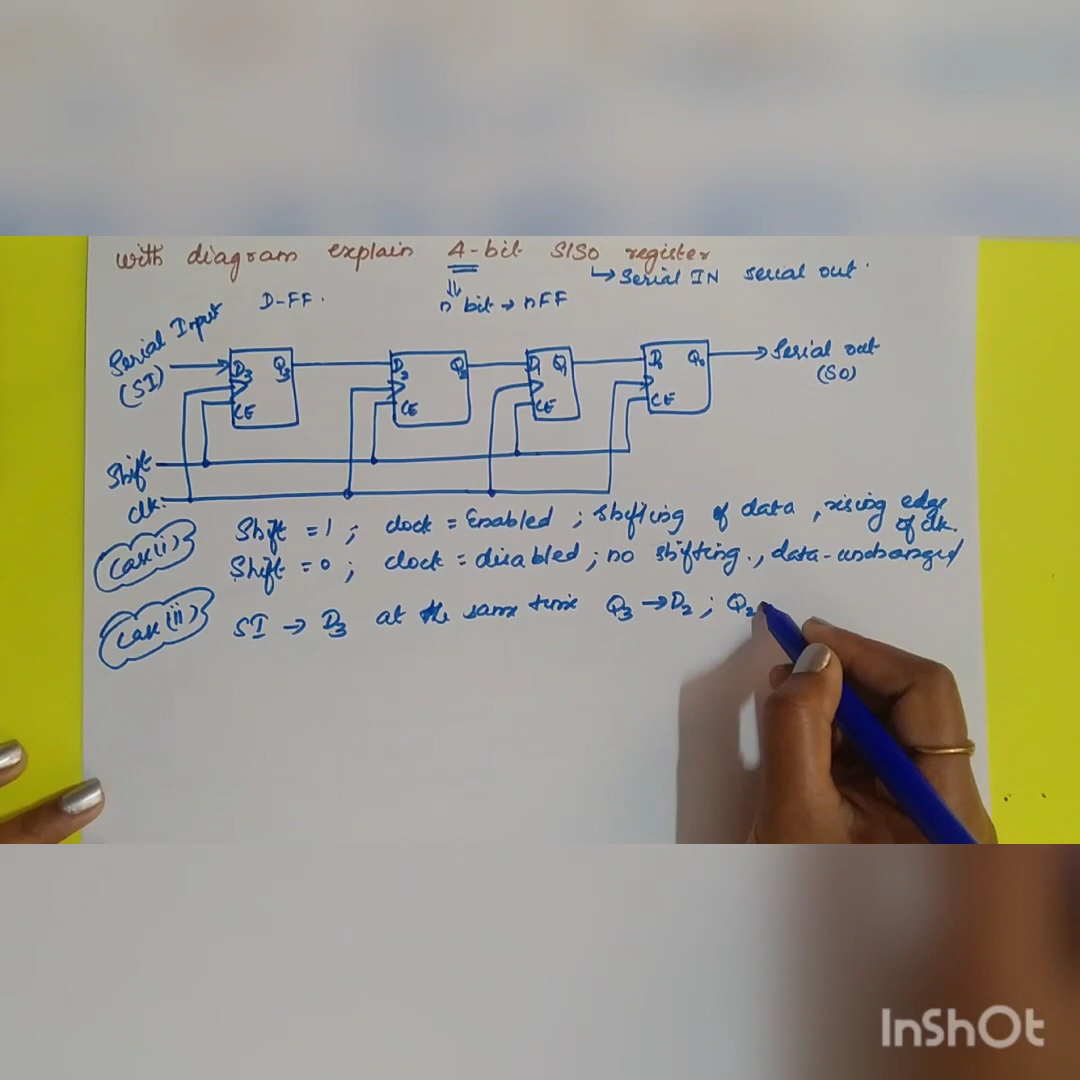 with diagram explain 4-bit SISO register
↳ Serial IN serial out.
D-FF.
n bit → nFF
Serial Input
(SI)
D3 Q3 D2 Q2 D1 Q1 D0 Q0
CE CE CE CE
Serial out
(SO)
Shift
clk.
case (i) Shift = 1 ; clock = Enabled ; shifting of data , rising edge of clk.
Shift = 0 ; clock = disabled ; no shifting., data-unchanged
case (ii) SI → D3 at the same time Q3 → D2 ; Q2
InShOt